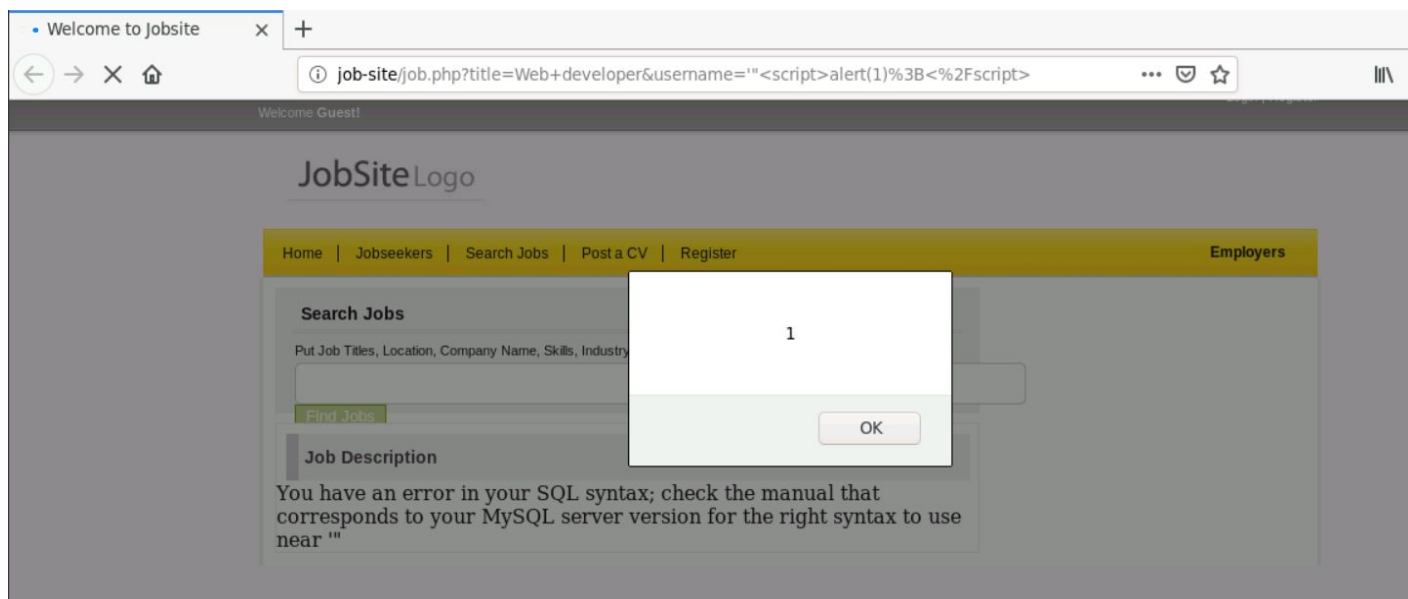 Welcome to Jobsite
job-site/job.php?title=Web+developer&username='"<script>alert(1)%3B<%2Fscript>
Welcome Guest!
Login | Register
JobSite Logo
Home | Jobseekers | Search Jobs | Post a CV | Register
Employers
Search Jobs
Put Job Titles, Location, Company Name, Skills, Industry
Find Jobs
1
OK
Job Description
You have an error in your SQL syntax; check the manual that
corresponds to your MySQL server version for the right syntax to use
near '"